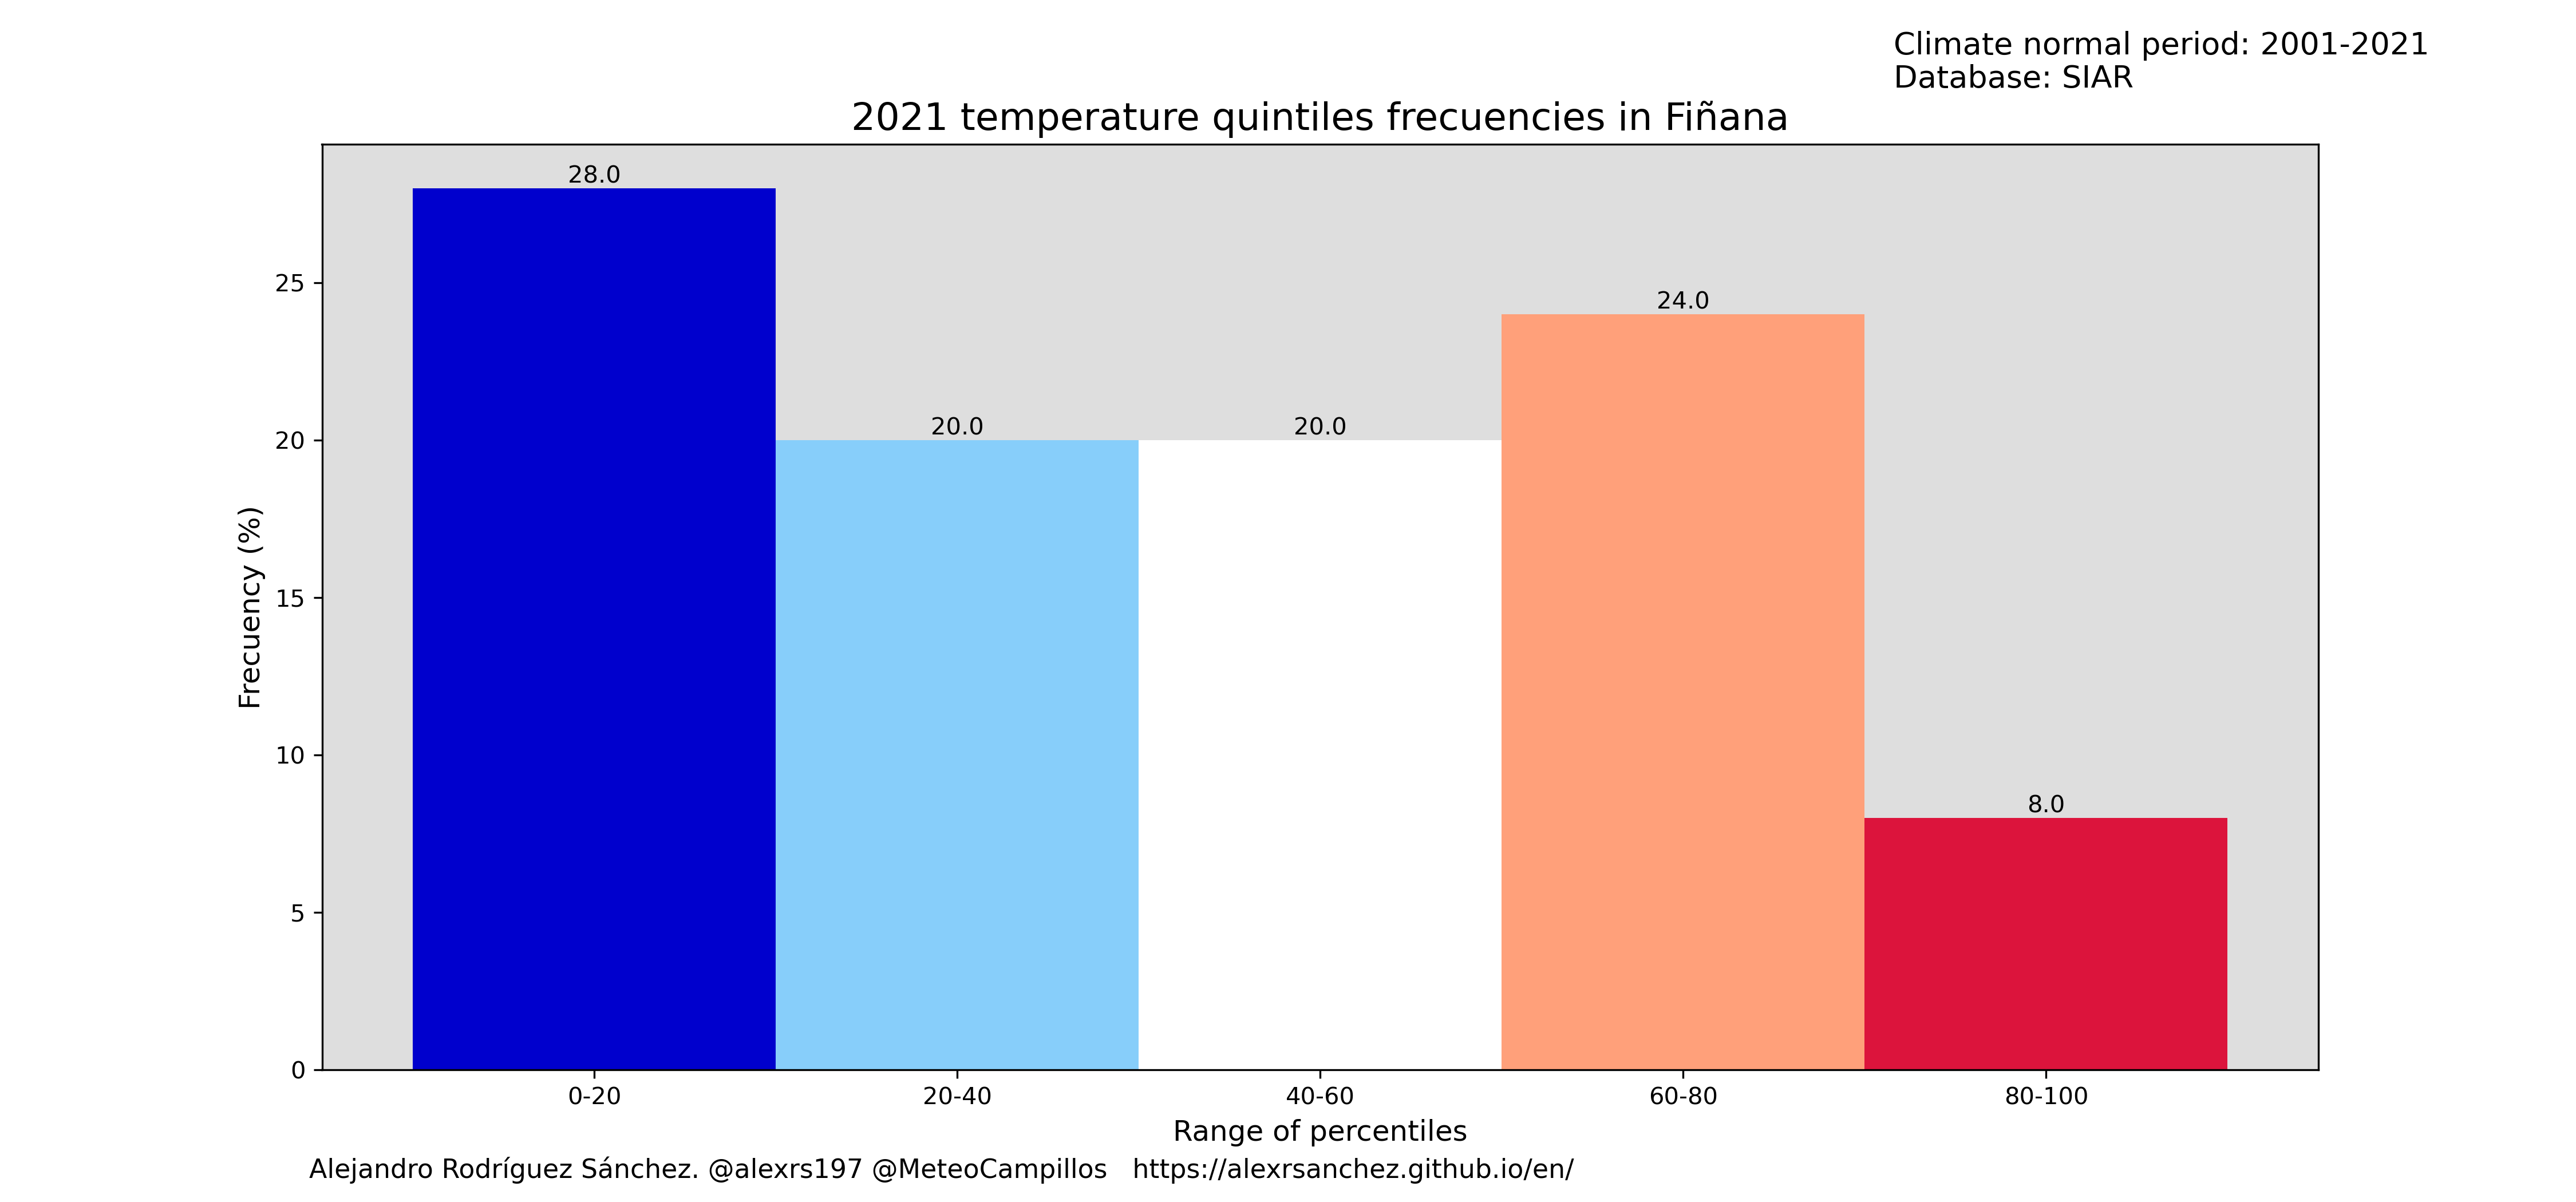 Climate normal period: 2001-2021
Database: SIAR
2021 temperature quintiles frecuencies in Fiñana
28.0
25
24.0
20.0
20.0
20
15
Frecuency (%)
10
8.0
5
0
0-20
20-40
40-60
60-80
80-100
Range of percentiles
Alejandro Rodríguez Sánchez. @alexrs197 @MeteoCampillos https://alexrsanchez.github.io/en/